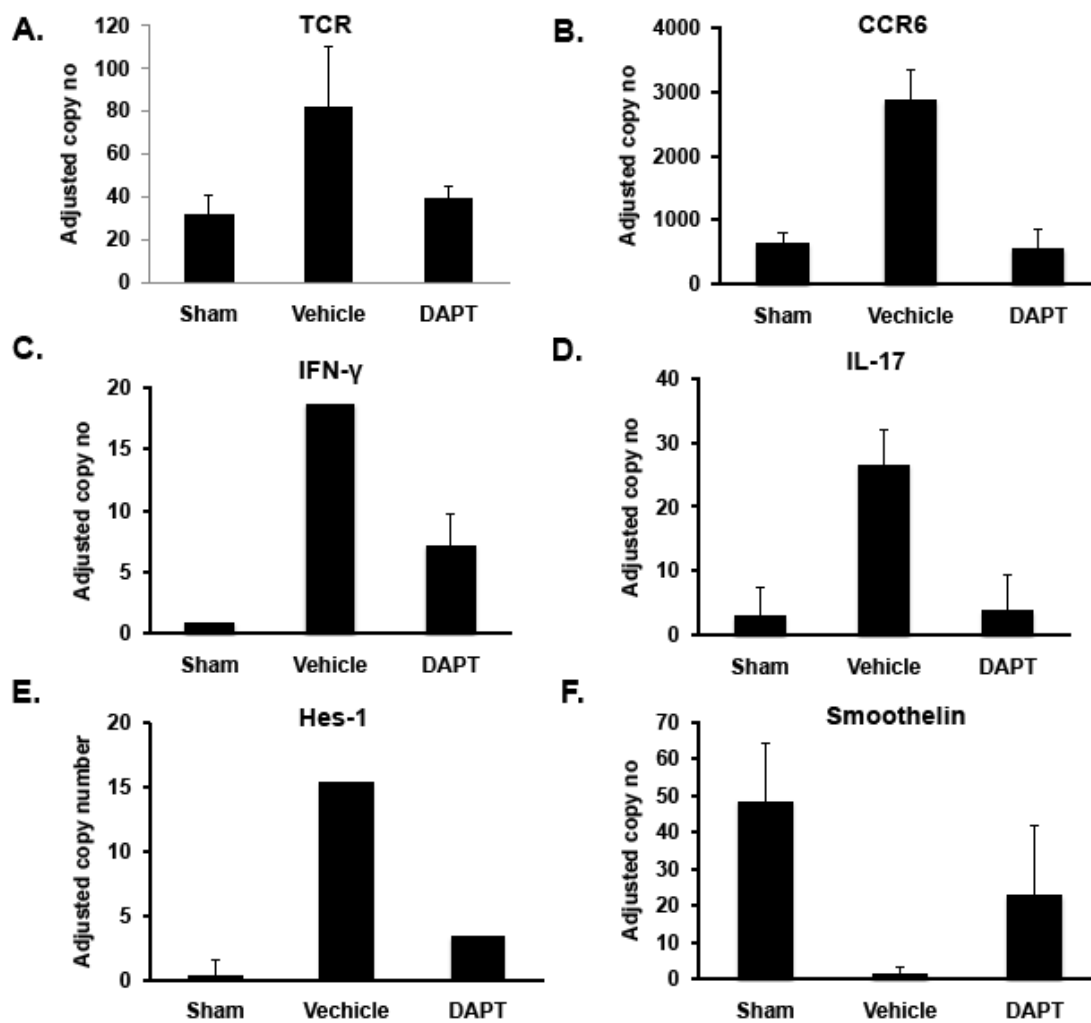 A.
TCR
Adjusted copy no
120
100
80
60
40
20
0
Sham Vehicle DAPT
B.
CCR6
Adjusted copy no
4000
3000
2000
1000
0
Sham Vechicle DAPT
C.
IFN-γ
Adjusted copy no
20
15
10
5
0
Sham Vehicle DAPT
D.
IL-17
Adjusted copy no
40
30
20
10
0
Sham Vehicle DAPT
E.
Hes-1
Adjusted copy number
20
15
10
5
0
Sham Vechicle DAPT
F.
Smoothelin
Adjusted copy no
70
60
50
40
30
20
10
0
Sham Vehicle DAPT